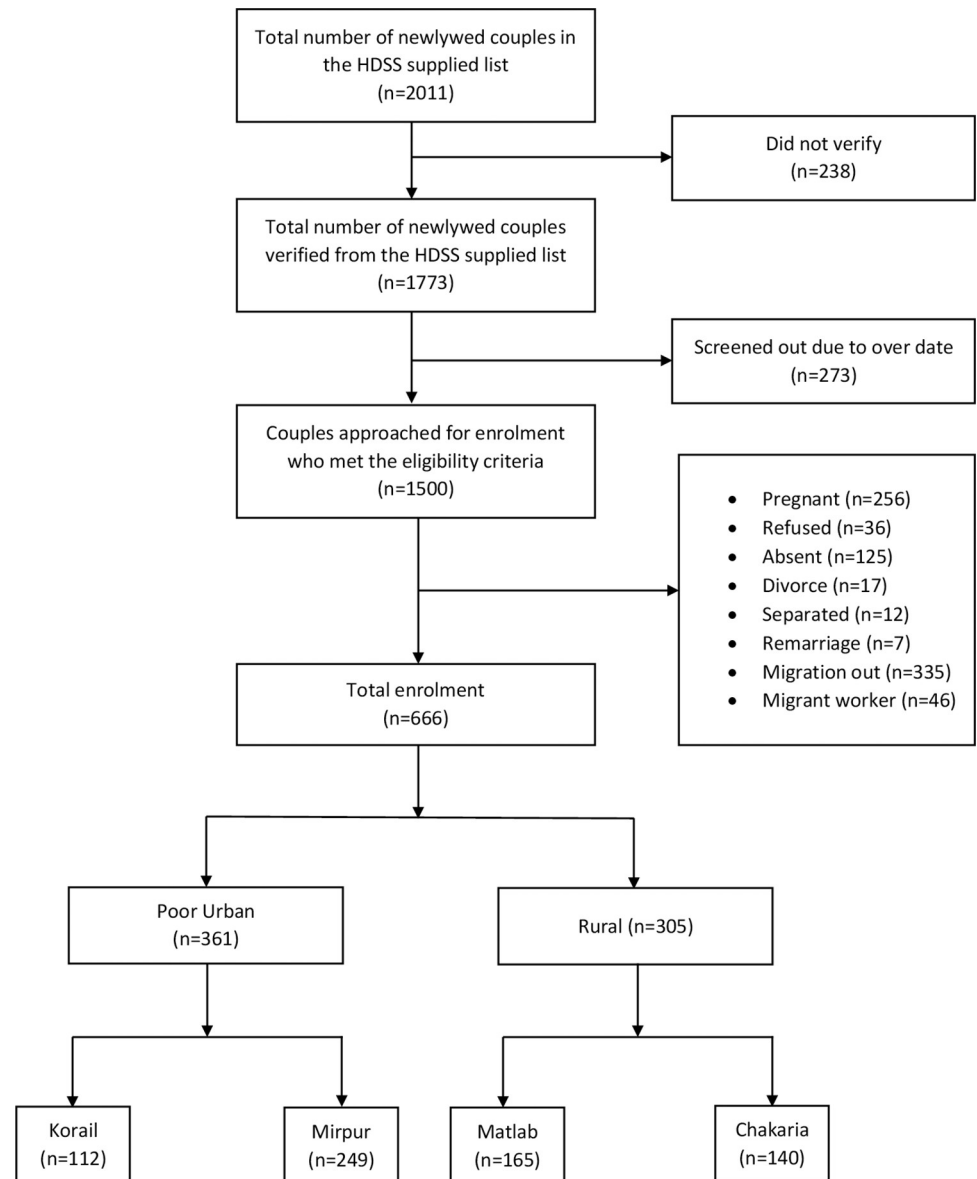 Total number of newlywed couples in
the HDSS supplied list
(n=2011)
Did not verify
(n=238)
Total number of newlywed couples
verified from the HDSS supplied list
(n=1773)
Screened out due to over date
(n=273)
Couples approached for enrolment
who met the eligibility criteria
(n=1500)
• Pregnant (n=256)
• Refused (n=36)
• Absent (n=125)
• Divorce (n=17)
• Separated (n=12)
• Remarriage (n=7)
• Migration out (n=335)
• Migrant worker (n=46)
Total enrolment
(n=666)
Poor Urban
(n=361)
Rural (n=305)
Korail
(n=112)
Mirpur
(n=249)
Matlab
(n=165)
Chakaria
(n=140)